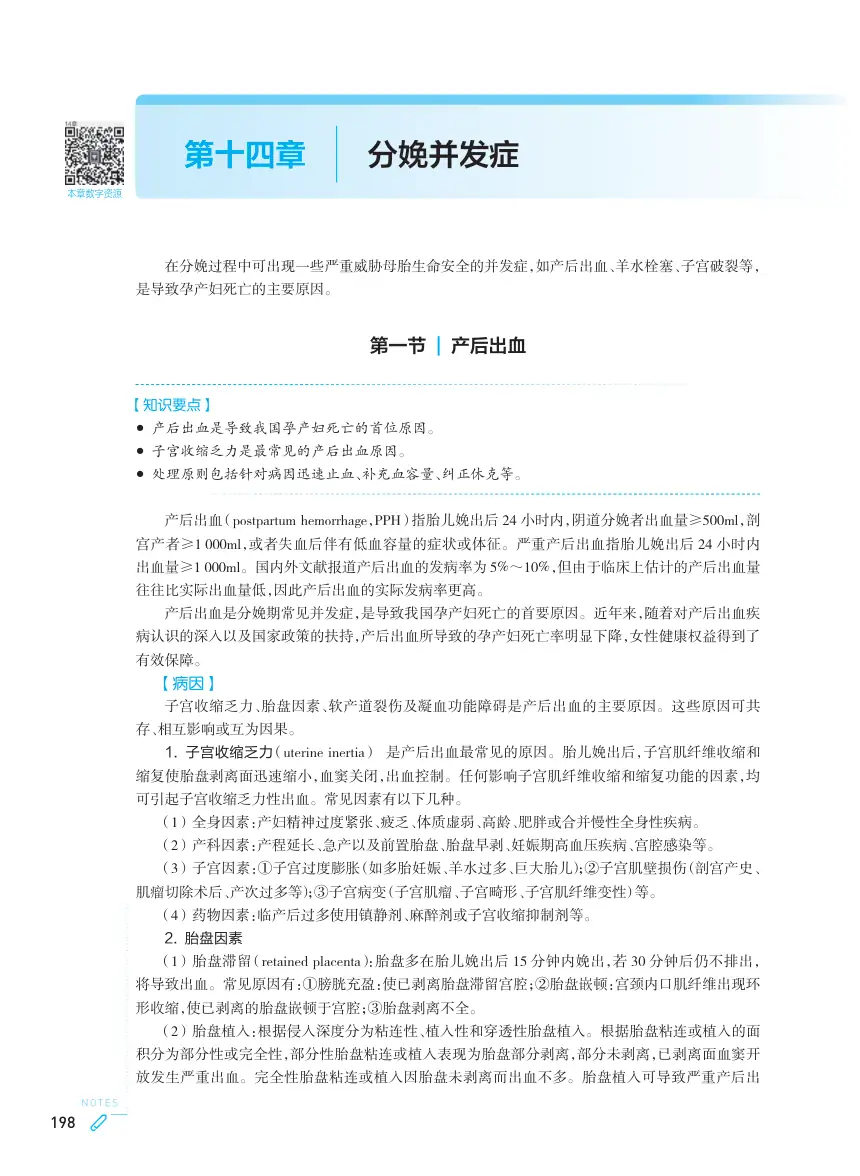 14章
本章数字资源
第十四章 分娩并发症
在分娩过程中可出现一些严重威胁母胎生命安全的并发症，如产后出血、羊水栓塞、子宫破裂等，
是导致孕产妇死亡的主要原因。
第一节 | 产后出血
【知识要点】
● 产后出血是导致我国孕产妇死亡的首位原因。
● 子宫收缩乏力是最常见的产后出血原因。
● 处理原则包括针对病因迅速止血、补充血容量、纠正休克等。
产后出血（postpartum hemorrhage，PPH）指胎儿娩出后 24 小时内，阴道分娩者出血量≥500ml，剖
宫产者≥1 000ml，或者失血后伴有低血容量的症状或体征。严重产后出血指胎儿娩出后 24 小时内
出血量≥1 000ml。国内外文献报道产后出血的发病率为 5%～10%，但由于临床上估计的产后出血量
往往比实际出血量低，因此产后出血的实际发病率更高。
产后出血是分娩期常见并发症，是导致我国孕产妇死亡的首要原因。近年来，随着对产后出血疾
病认识的深入以及国家政策的扶持，产后出血所导致的孕产妇死亡率明显下降，女性健康权益得到了
有效保障。
【病因】
子宫收缩乏力、胎盘因素、软产道裂伤及凝血功能障碍是产后出血的主要原因。这些原因可共
存、相互影响或互为因果。
1. 子宫收缩乏力（uterine inertia） 是产后出血最常见的原因。胎儿娩出后，子宫肌纤维收缩和
缩复使胎盘剥离面迅速缩小，血窦关闭，出血控制。任何影响子宫肌纤维收缩和缩复功能的因素，均
可引起子宫收缩乏力性出血。常见因素有以下几种。
（1）全身因素：产妇精神过度紧张、疲乏、体质虚弱、高龄、肥胖或合并慢性全身性疾病。
（2）产科因素：产程延长、急产以及前置胎盘、胎盘早剥、妊娠期高血压疾病、宫腔感染等。
（3）子宫因素：①子宫过度膨胀（如多胎妊娠、羊水过多、巨大胎儿）；②子宫肌壁损伤（剖宫产史、
肌瘤切除术后、产次过多等）；③子宫病变（子宫肌瘤、子宫畸形、子宫肌纤维变性）等。
（4）药物因素：临产后过多使用镇静剂、麻醉剂或子宫收缩抑制剂等。
2. 胎盘因素
（1）胎盘滞留（retained placenta）：胎盘多在胎儿娩出后 15 分钟内娩出，若 30 分钟后仍不排出，
将导致出血。常见原因有：①膀胱充盈：使已剥离胎盘滞留宫腔；②胎盘嵌顿：宫颈内口肌纤维出现环
形收缩，使已剥离的胎盘嵌顿于宫腔；③胎盘剥离不全。
（2）胎盘植入：根据侵入深度分为粘连性、植入性和穿透性胎盘植入。根据胎盘粘连或植入的面
积分为部分性或完全性，部分性胎盘粘连或植入表现为胎盘部分剥离，部分未剥离，已剥离面血窦开
放发生严重出血。完全性胎盘粘连或植入因胎盘未剥离而出血不多。胎盘植入可导致严重产后出
NOTES
198